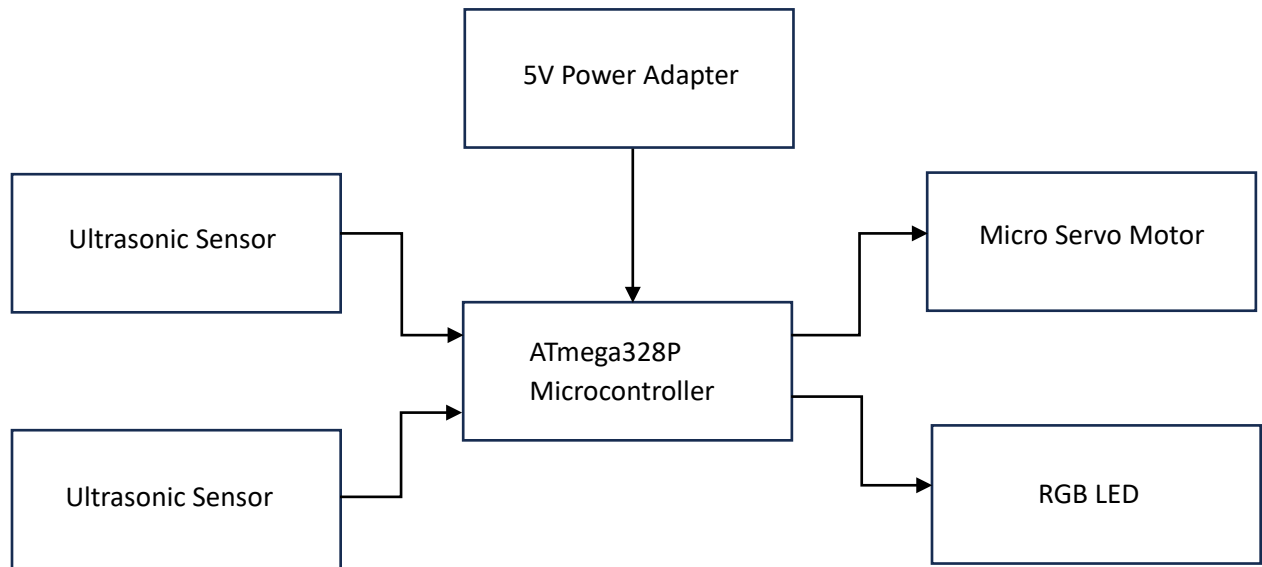 5V Power Adapter
Ultrasonic Sensor
Micro Servo Motor
ATmega328P
Microcontroller
Ultrasonic Sensor
RGB LED